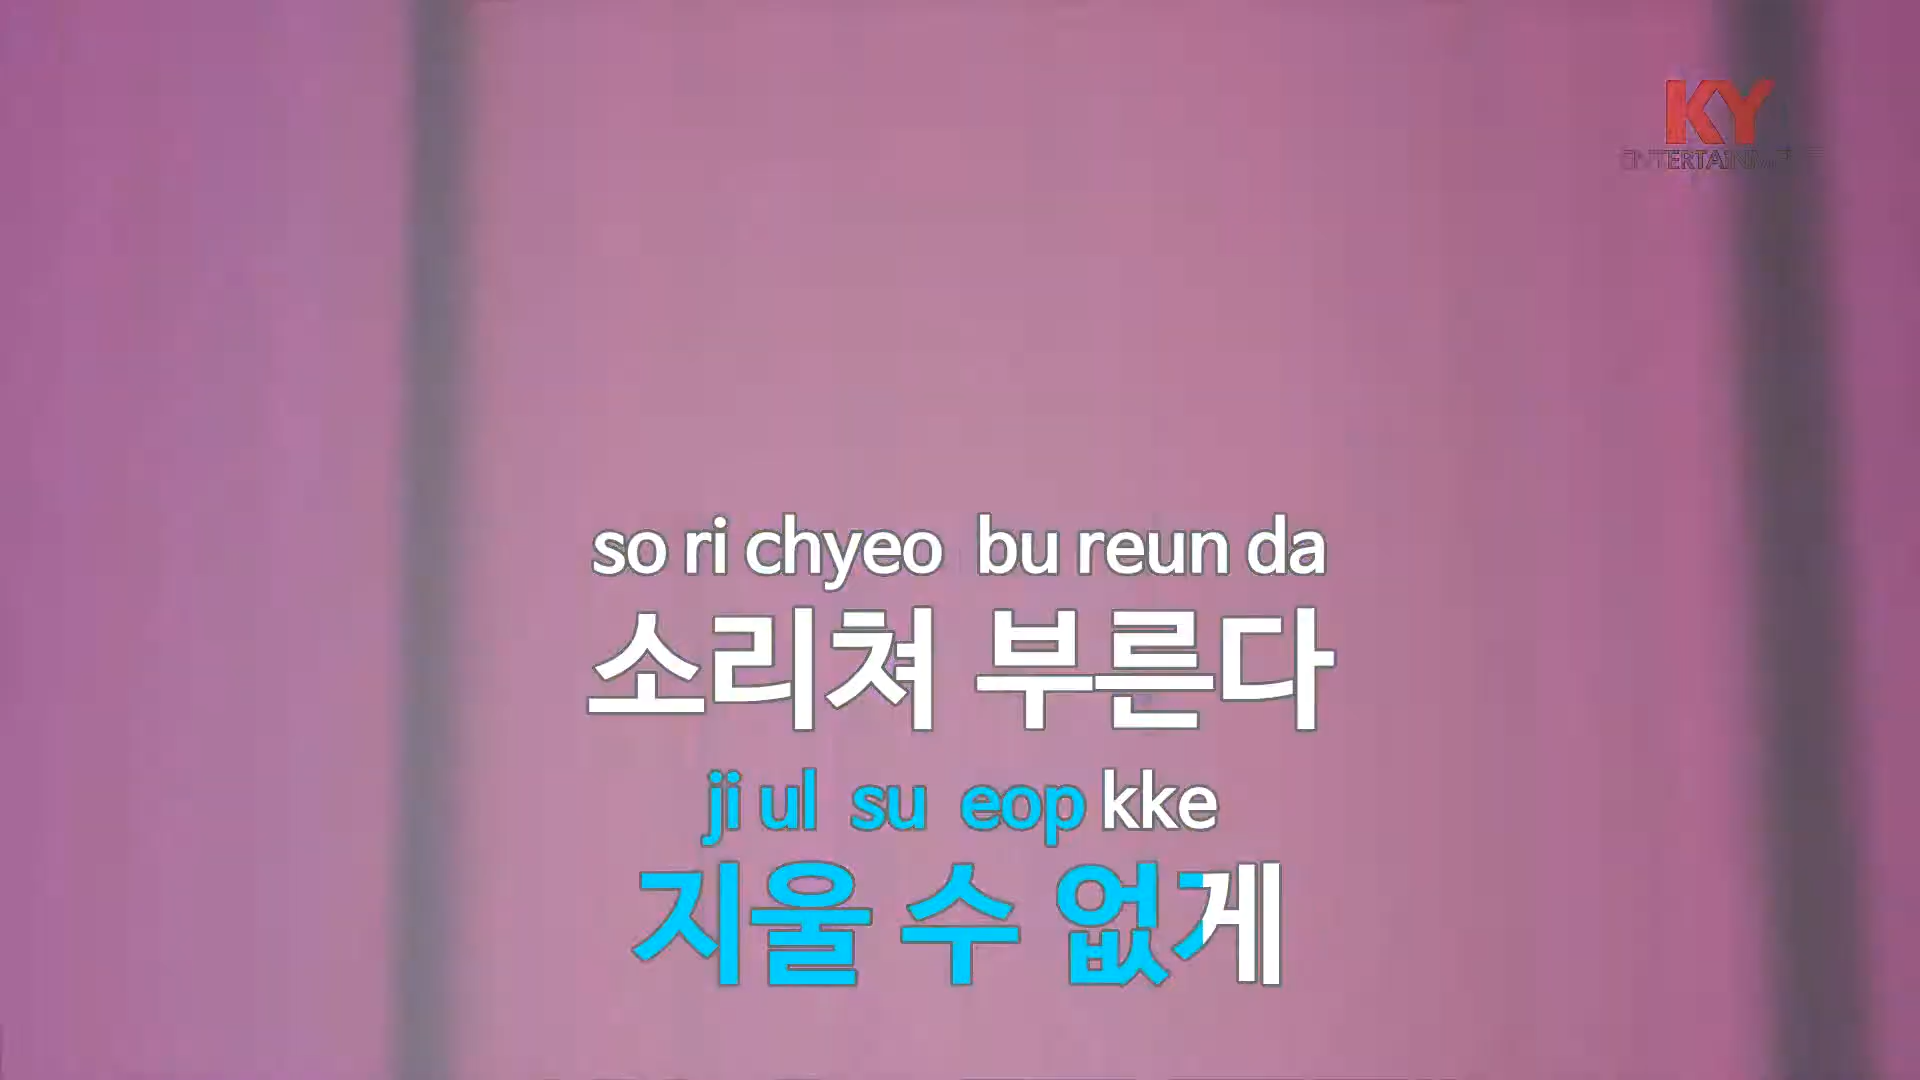 KY
ENTERTAINMENT
so ri chyeo bu reun da
소리쳐 부른다
ji ul su eop kke
지울 수 없게